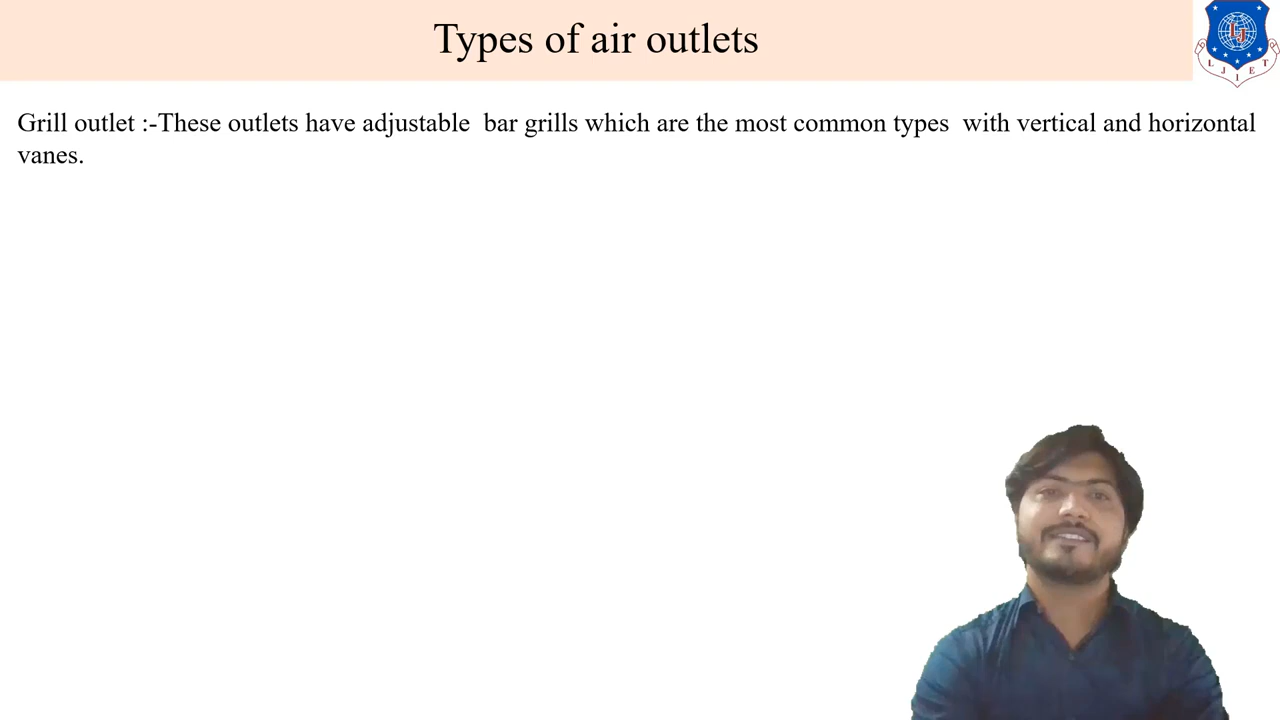 Types of air outlets
Grill outlet :-These outlets have adjustable  bar grills which are the most common types  with vertical and horizontal
vanes.
LJ
L J I E T